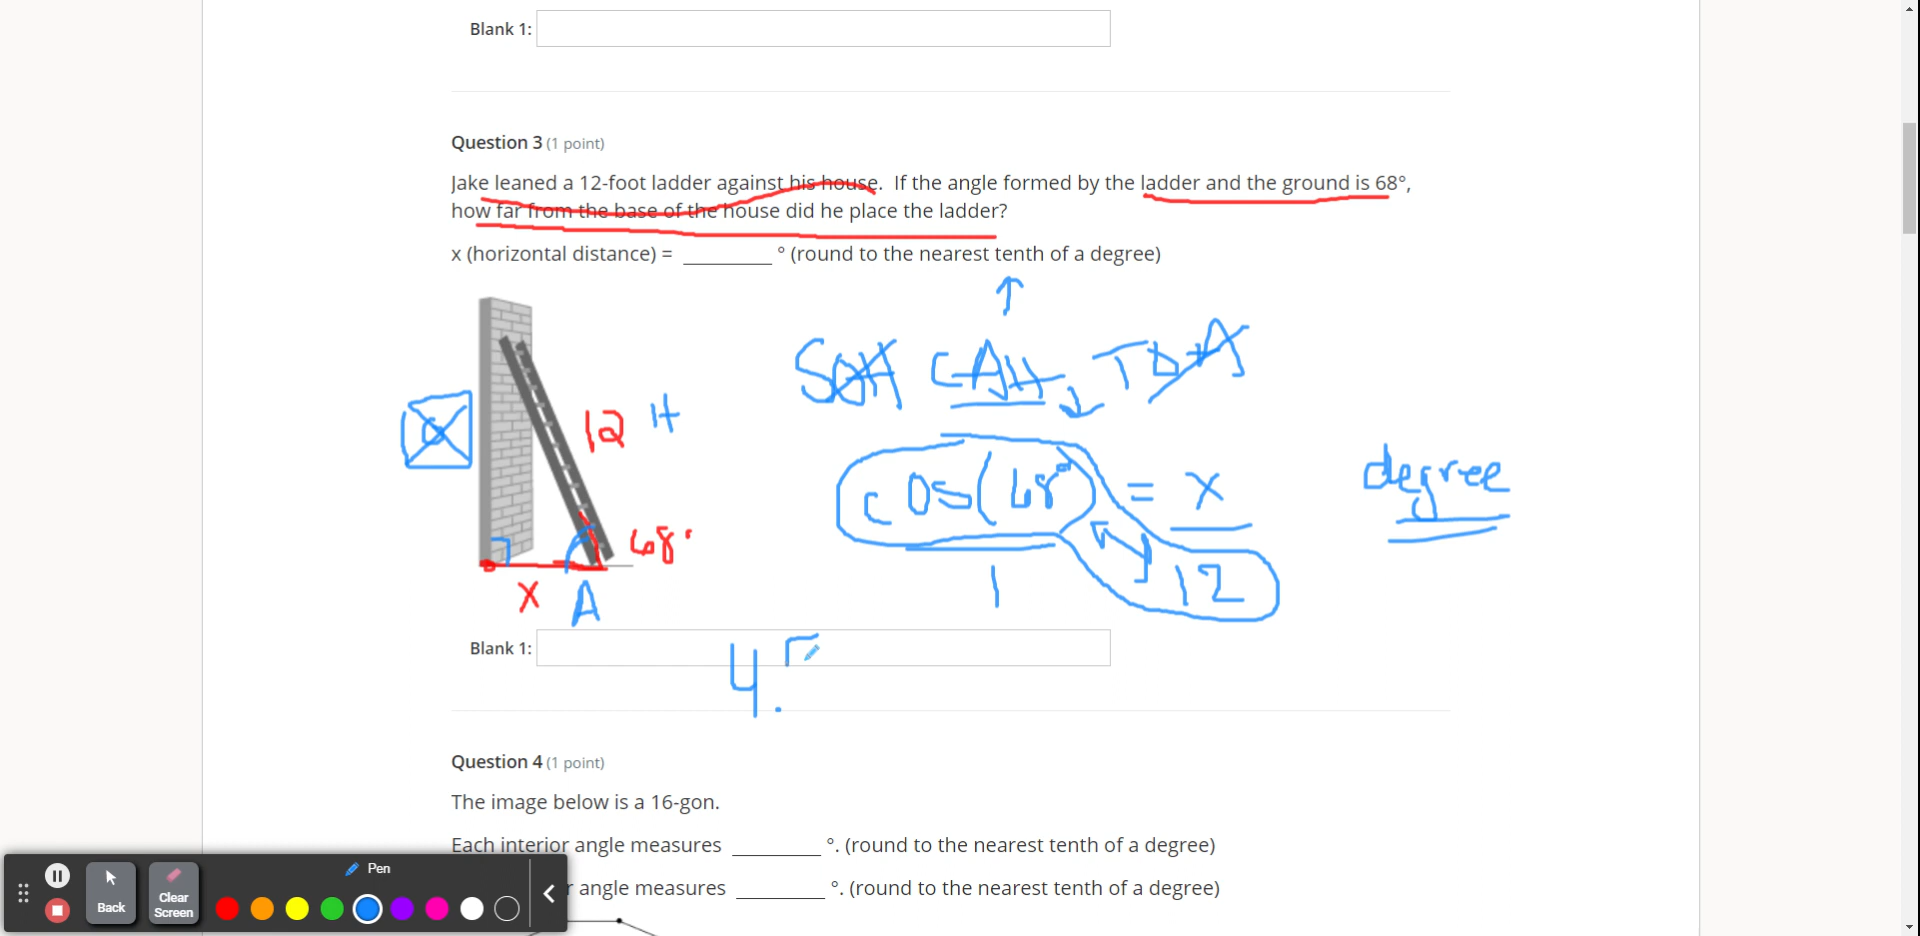 Blank 1:
Question 3 (1 point)
Jake leaned a 12-foot ladder against his house. If the angle formed by the ladder and the ground is 68°,
how far from the base of the house did he place the ladder?
x (horizontal distance) = _________ ° (round to the nearest tenth of a degree)
SOH CAH TOA
O
12 H
cos(68°) = x
degree
68°
1
12
x A
Blank 1:
4.5
Question 4 (1 point)
The image below is a 16-gon.
Each interior angle measures _________ °. (round to the nearest tenth of a degree)
r angle measures _________ °. (round to the nearest tenth of a degree)
Pen
Back
Clear
Screen